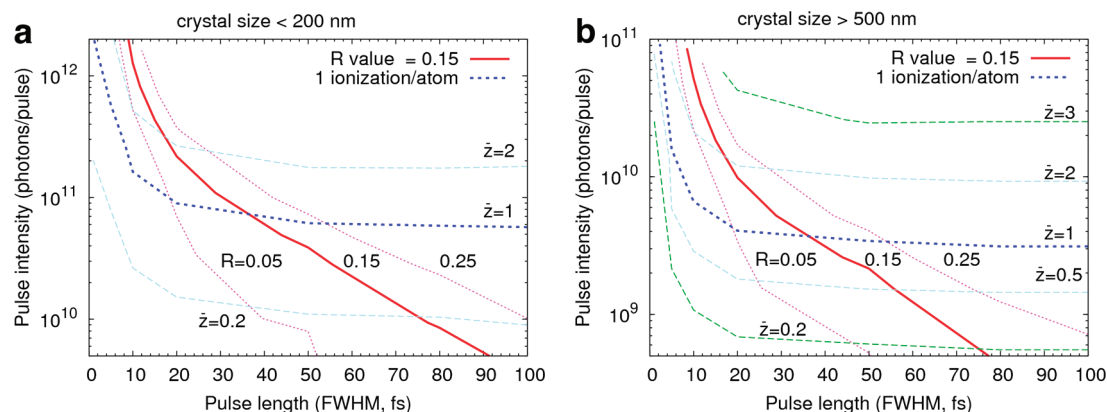 a
crystal size < 200 nm
R value = 0.15
1 ionization/atom
10¹²
10¹¹
10¹⁰
Pulse intensity (photons/pulse)
z̄=2
z̄=1
R=0.05
0.15
0.25
z̄=0.2
0 10 20 30 40 50 60 70 80 90 100
Pulse length (FWHM, fs)
b
crystal size > 500 nm
R value = 0.15
1 ionization/atom
10¹¹
10¹⁰
10⁹
Pulse intensity (photons/pulse)
z̄=3
z̄=2
z̄=1
R=0.05
0.15
0.25
z̄=0.5
z̄=0.2
0 10 20 30 40 50 60 70 80 90 100
Pulse length (FWHM, fs)